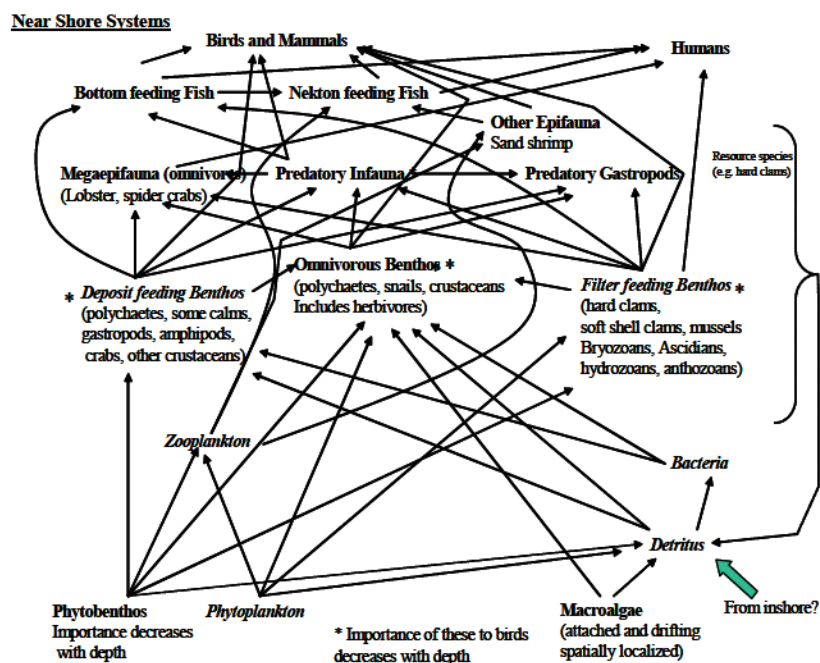 Near Shore Systems
Birds and Mammals
Humans
Bottom feeding Fish
Nekton feeding Fish
Other Epifauna
Sand shrimp
Resource species
(e.g. hard clams)
Megaepifauna (omnivores)
(Lobster, spider crabs)
Predatory Infauna
Predatory Gastropods
* Deposit feeding Benthos
(polychaetes, some calms,
gastropods, amphipods,
crabs, other crustaceans)
Omnivorous Benthos *
(polychaetes, snails, crustaceans
Includes herbivores)
Filter feeding Benthos *
(hard clams,
soft shell clams, mussels
Bryozoans, Ascidians,
hydrozoans, anthozoans)
Zooplankton
Bacteria
Detritus
Phytobenthos
Importance decreases
with depth
Phytoplankton
* Importance of these to birds
decreases with depth
Macroalgae
(attached and drifting
spatially localized)
From inshore?